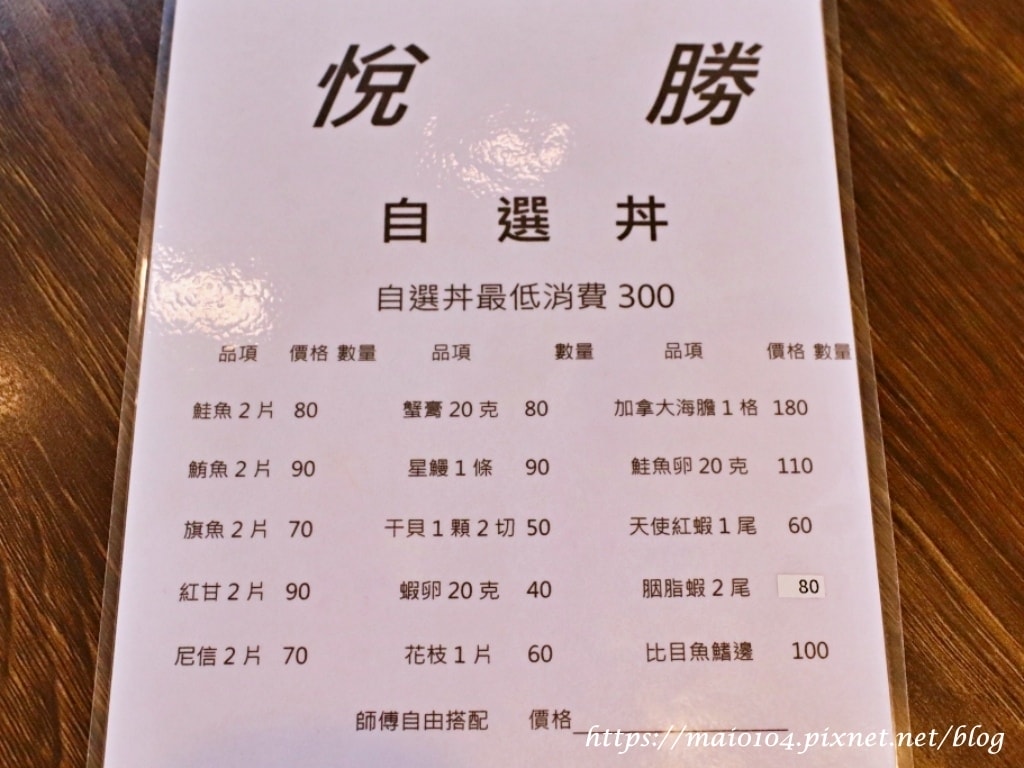 悅 勝
自 選 丼
自選丼最低消費 300
品項 價格 數量 品項 數量 品項 價格 數量
鮭魚 2 片 80 蟹膏 20 克 80 加拿大海膽 1 格 180
鮪魚 2 片 90 星鰻 1 條 90 鮭魚卵 20 克 110
旗魚 2 片 70 干貝 1 顆 2 切 50 天使紅蝦 1 尾 60
紅甘 2 片 90 蝦卵 20 克 40 胭脂蝦 2 尾 80
尼信 2 片 70 花枝 1 片 60 比目魚鰭邊 100
師傅自由搭配 價格
https://maio104.pixnet.net/blog